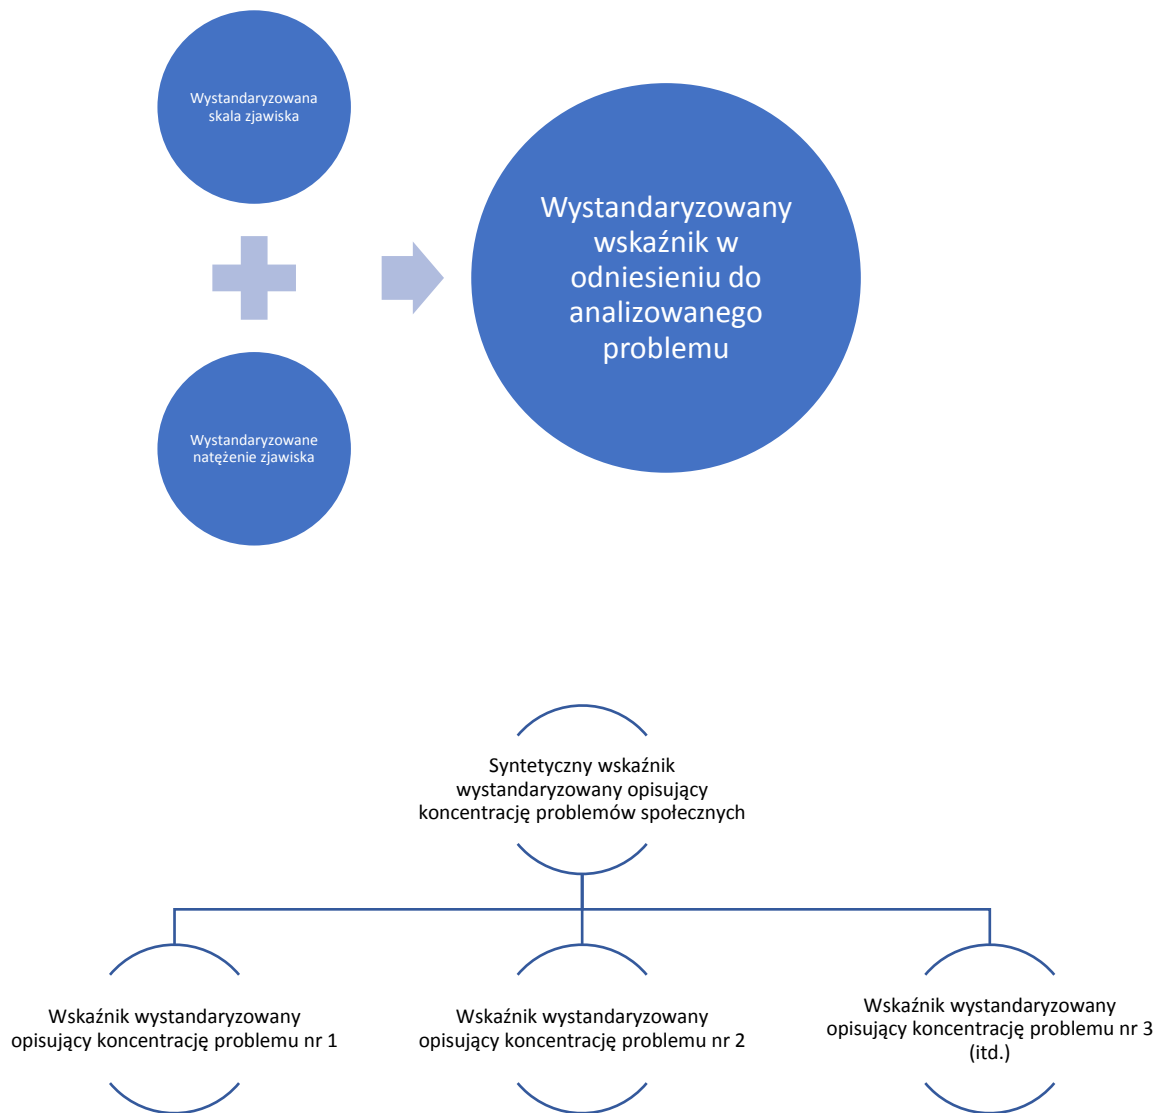 Wystandaryzowana
skala zjawiska
Wystandaryzowane
natężenie zjawiska
Wystandaryzowany
wskaźnik w
odniesieniu do
analizowanego
problemu
Syntetyczny wskaźnik
wystandaryzowany opisujący
koncentrację problemów społecznych
Wskaźnik wystandaryzowany
opisujący koncentrację problemu nr 1
Wskaźnik wystandaryzowany
opisujący koncentrację problemu nr 2
Wskaźnik wystandaryzowany
opisujący koncentrację problemu nr 3
(itd.)